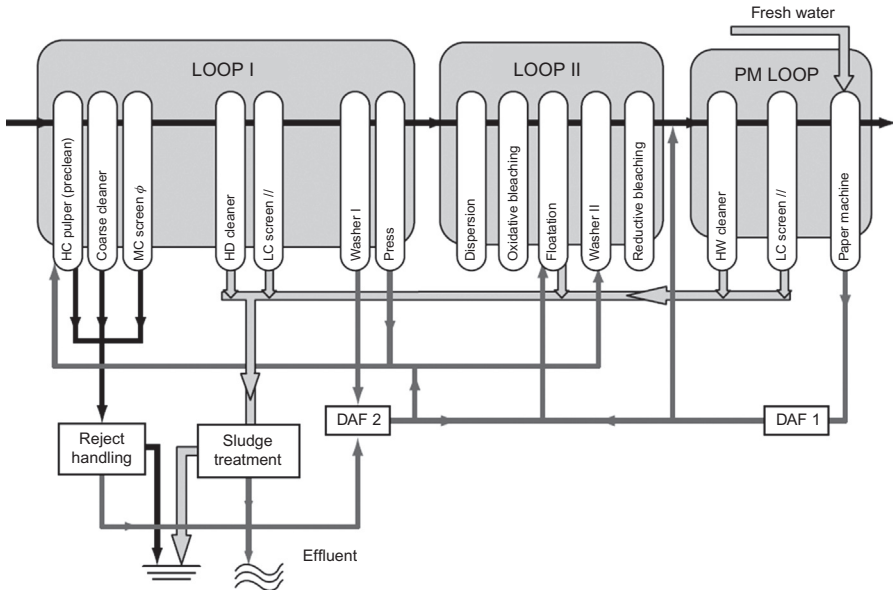 Fresh water
LOOP I
LOOP II
PM LOOP
HC pulper (preclean)
Coarse cleaner
MC screen ϕ
HD cleaner
LC screen //
Washer I
Press
Dispersion
Oxidative bleaching
Floatation
Washer II
Reductive bleaching
HW cleaner
LC screen //
Paper machine
DAF 2
DAF 1
Reject
handling
Sludge
treatment
Effluent